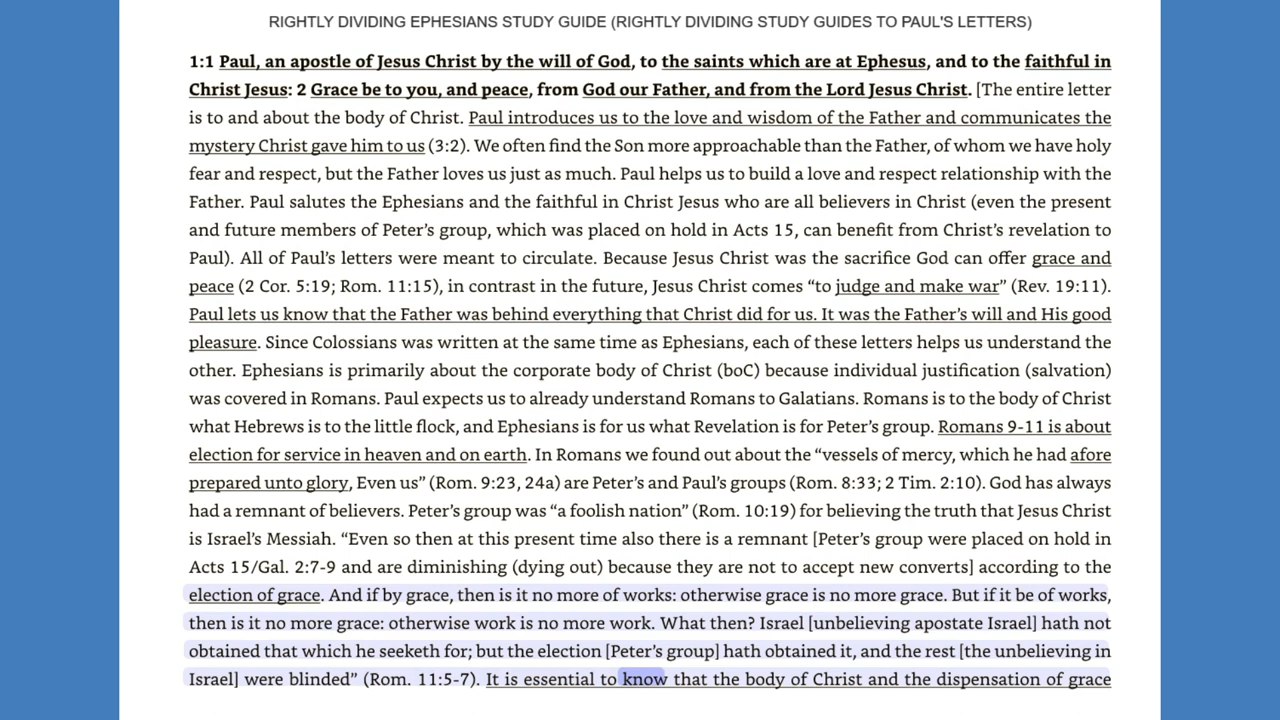 RIGHTLY DIVIDING EPHESIANS STUDY GUIDE (RIGHTLY DIVIDING STUDY GUIDES TO PAUL'S LETTERS)
1:1 Paul, an apostle of Jesus Christ by the will of God, to the saints which are at Ephesus, and to the faithful in
Christ Jesus: 2 Grace be to you, and peace, from God our Father, and from the Lord Jesus Christ. [The entire letter
is to and about the body of Christ. Paul introduces us to the love and wisdom of the Father and communicates the
mystery Christ gave him to us (3:2). We often find the Son more approachable than the Father, of whom we have holy
fear and respect, but the Father loves us just as much. Paul helps us to build a love and respect relationship with the
Father. Paul salutes the Ephesians and the faithful in Christ Jesus who are all believers in Christ (even the present
and future members of Peter’s group, which was placed on hold in Acts 15, can benefit from Christ’s revelation to
Paul). All of Paul’s letters were meant to circulate. Because Jesus Christ was the sacrifice God can offer grace and
peace (2 Cor. 5:19; Rom. 11:15), in contrast in the future, Jesus Christ comes “to judge and make war” (Rev. 19:11).
Paul lets us know that the Father was behind everything that Christ did for us. It was the Father’s will and His good
pleasure. Since Colossians was written at the same time as Ephesians, each of these letters helps us understand the
other. Ephesians is primarily about the corporate body of Christ (boC) because individual justification (salvation)
was covered in Romans. Paul expects us to already understand Romans to Galatians. Romans is to the body of Christ
what Hebrews is to the little flock, and Ephesians is for us what Revelation is for Peter’s group. Romans 9-11 is about
election for service in heaven and on earth. In Romans we found out about the “vessels of mercy, which he had afore
prepared unto glory, Even us” (Rom. 9:23, 24a) are Peter’s and Paul’s groups (Rom. 8:33; 2 Tim. 2:10). God has always
had a remnant of believers. Peter’s group was “a foolish nation” (Rom. 10:19) for believing the truth that Jesus Christ
is Israel’s Messiah. “Even so then at this present time also there is a remnant [Peter’s group were placed on hold in
Acts 15/Gal. 2:7-9 and are diminishing (dying out) because they are not to accept new converts] according to the
election of grace. And if by grace, then is it no more of works: otherwise grace is no more grace. But if it be of works,
then is it no more grace: otherwise work is no more work. What then? Israel [unbelieving apostate Israel] hath not
obtained that which he seeketh for; but the election [Peter’s group] hath obtained it, and the rest [the unbelieving in
Israel] were blinded” (Rom. 11:5-7). It is essential to know that the body of Christ and the dispensation of grace